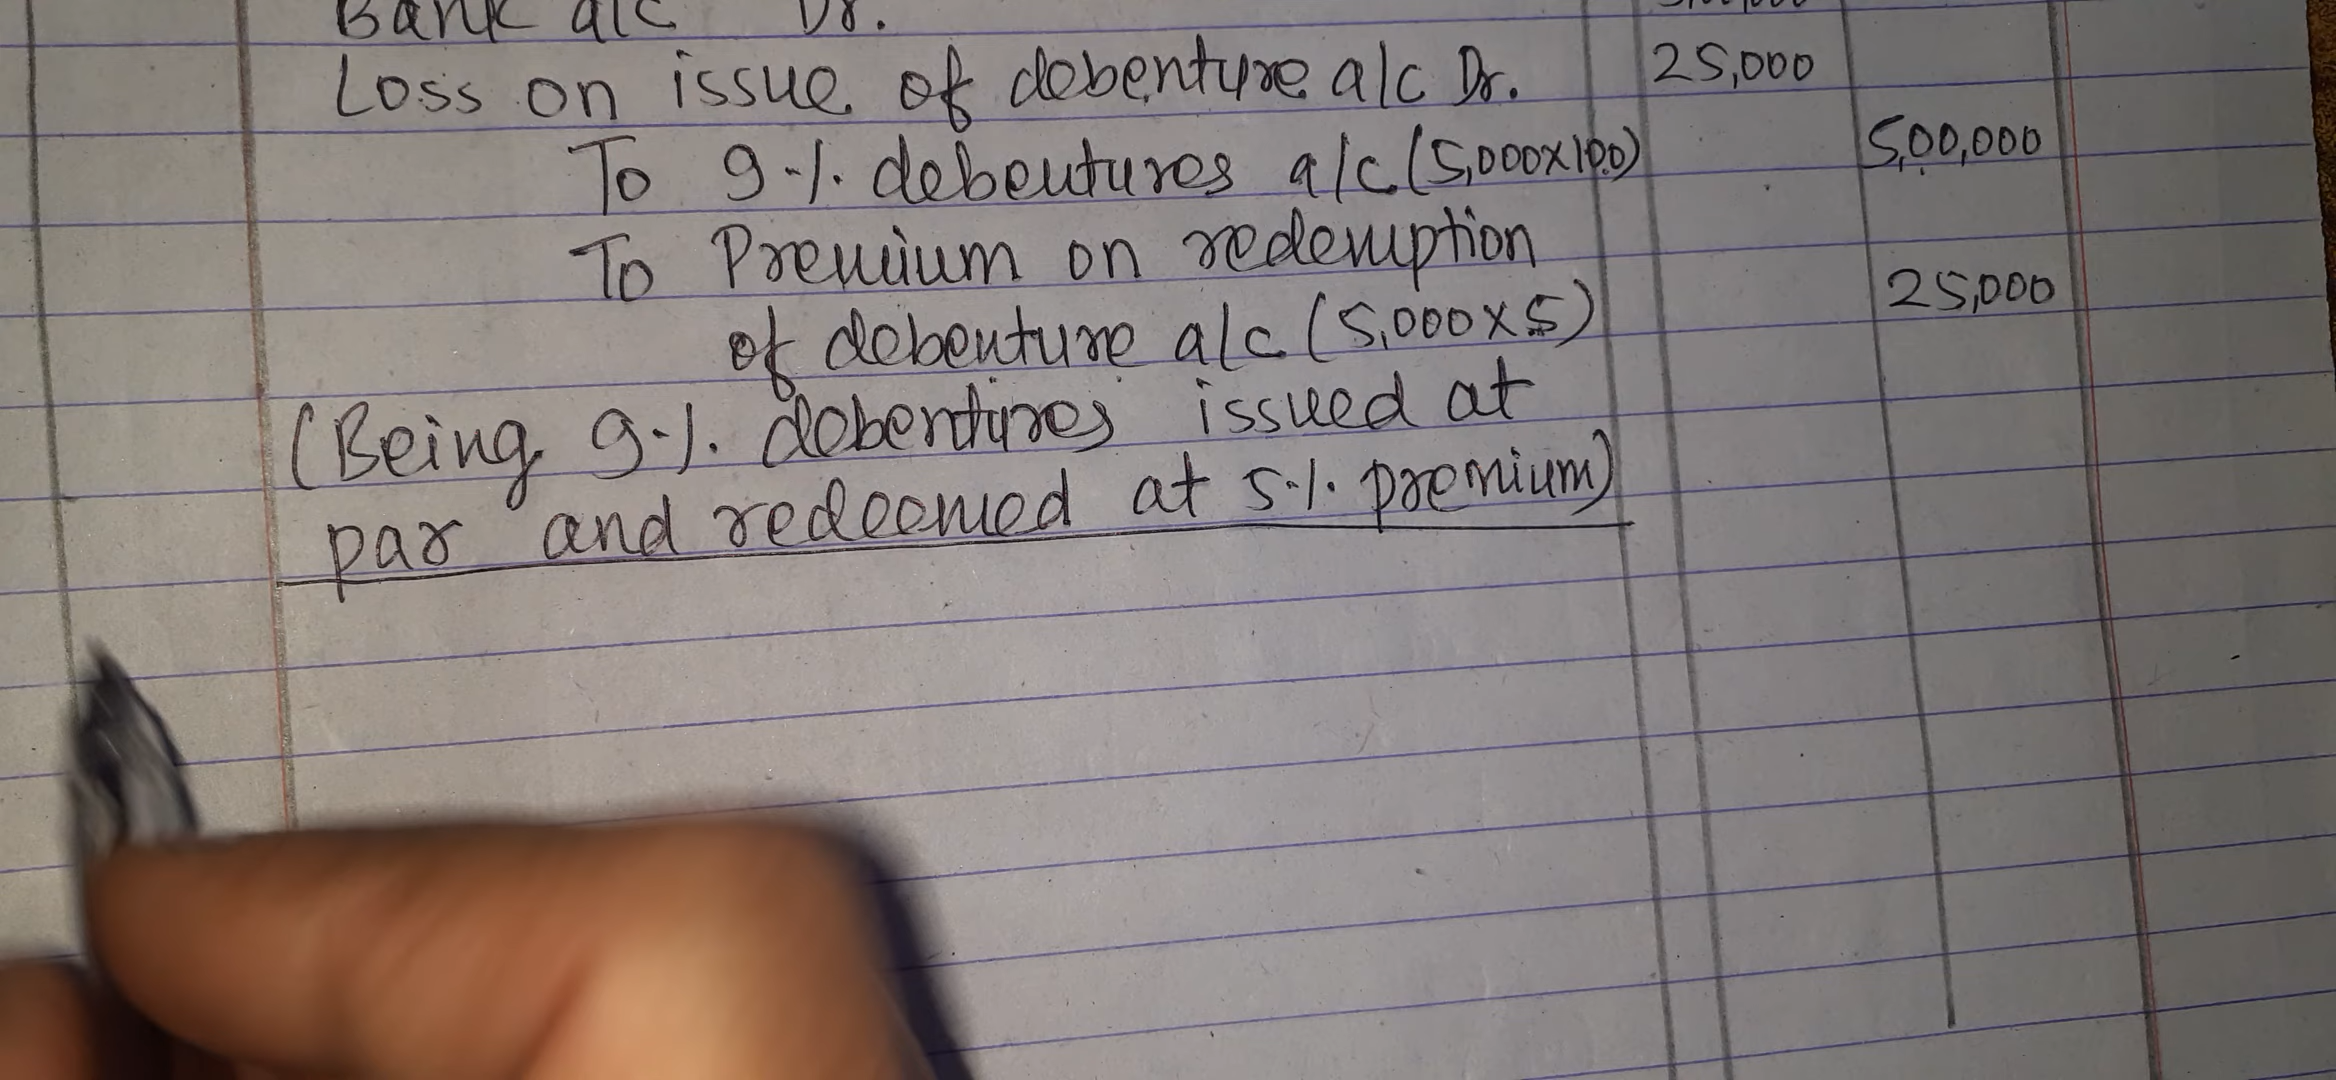 Bank a/c Dr.
Loss on issue of debenture a/c Dr. 25,000
To 9% debentures a/c (5,000×100) 5,00,000
To Premium on redemption
of debenture a/c (5,000×5) 25,000
(Being 9% debentures issued at
par and redeemed at 5% premium)